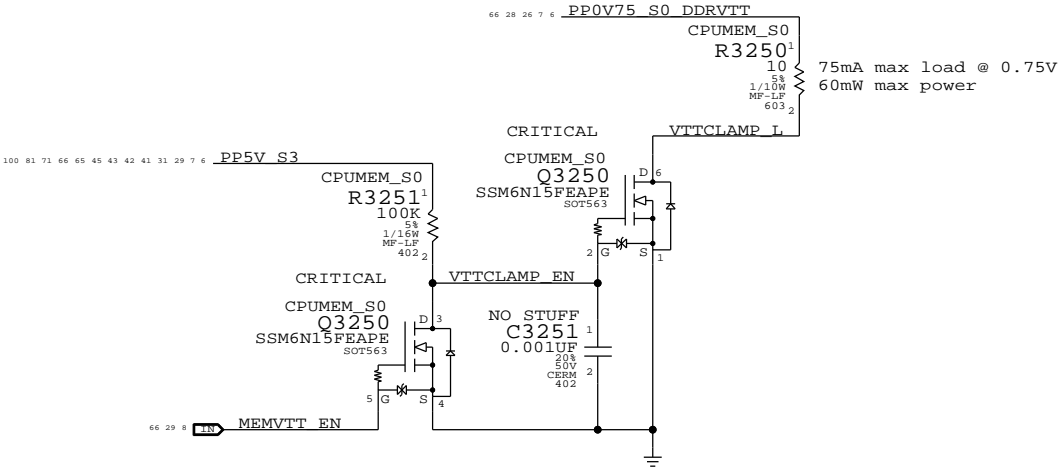 66 28 26 7 6 PP0V75_S0_DDRVTT
CPUMEM_S0
R3250 1
10
5%
1/10W
MF-LF
603 2
75mA max load @ 0.75V
60mW max power
VTTCLAMP_L
CRITICAL
CPUMEM_S0
Q3250
SSM6N15FEAPE
SOT563
D 6
2 G S 1
100 81 71 66 65 45 43 42 41 31 29 7 6 PP5V_S3
CPUMEM_S0
R3251 1
100K
5%
1/16W
MF-LF
402 2
VTTCLAMP_EN
CRITICAL
CPUMEM_S0
Q3250
SSM6N15FEAPE
SOT563
D 3
5 G S 4
NO STUFF
C3251 1
0.001UF
20%
50V
CERM
402
2
66 29 8 IN MEMVTT_EN